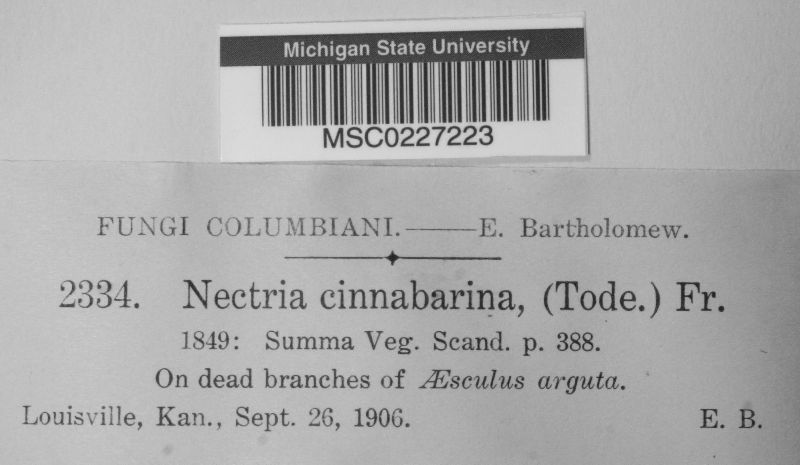 Michigan State University
MSC0227223
FUNGI COLUMBIANI.——E. Bartholomew.
2334. Nectria cinnabarina, (Tode.) Fr.
1849: Summa Veg. Scand. p. 388.
On dead branches of Æsculus arguta.
Louisville, Kan., Sept. 26, 1906. E. B.